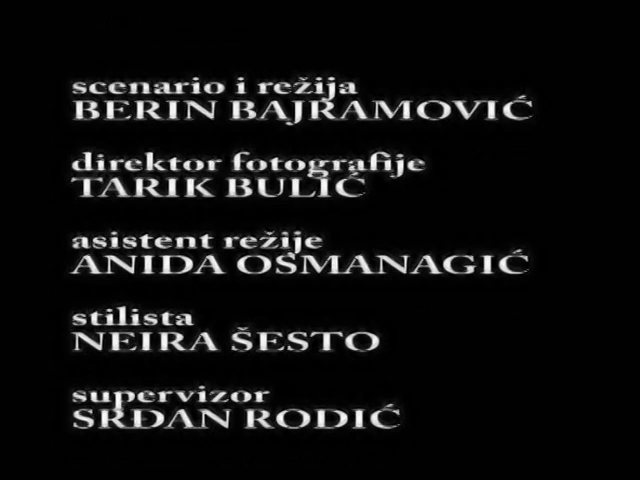 scenario i režija
BERIN BAJRAMOVIĆ
direktor fotografije
TARIK BULIĆ
asistent režije
ANIDA OSMANAGIĆ
stilista
NEIRA ŠESTO
supervizor
SRĐAN RODIĆ